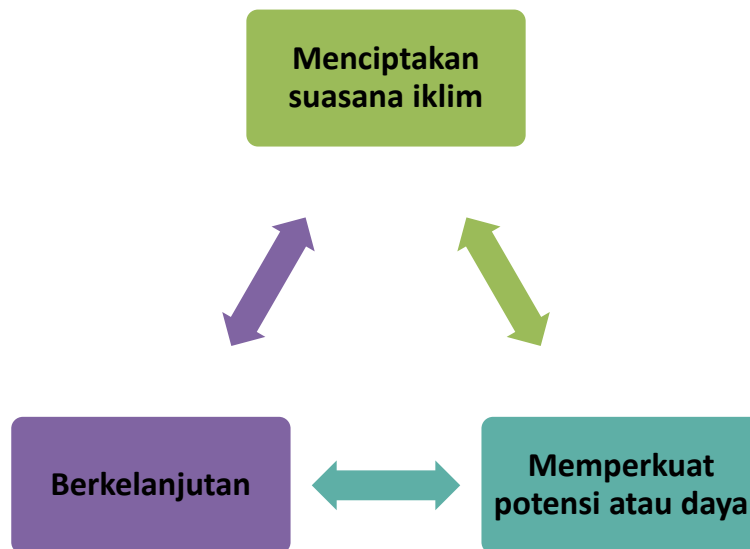 Menciptakan
suasana iklim
Berkelanjutan
Memperkuat
potensi atau daya